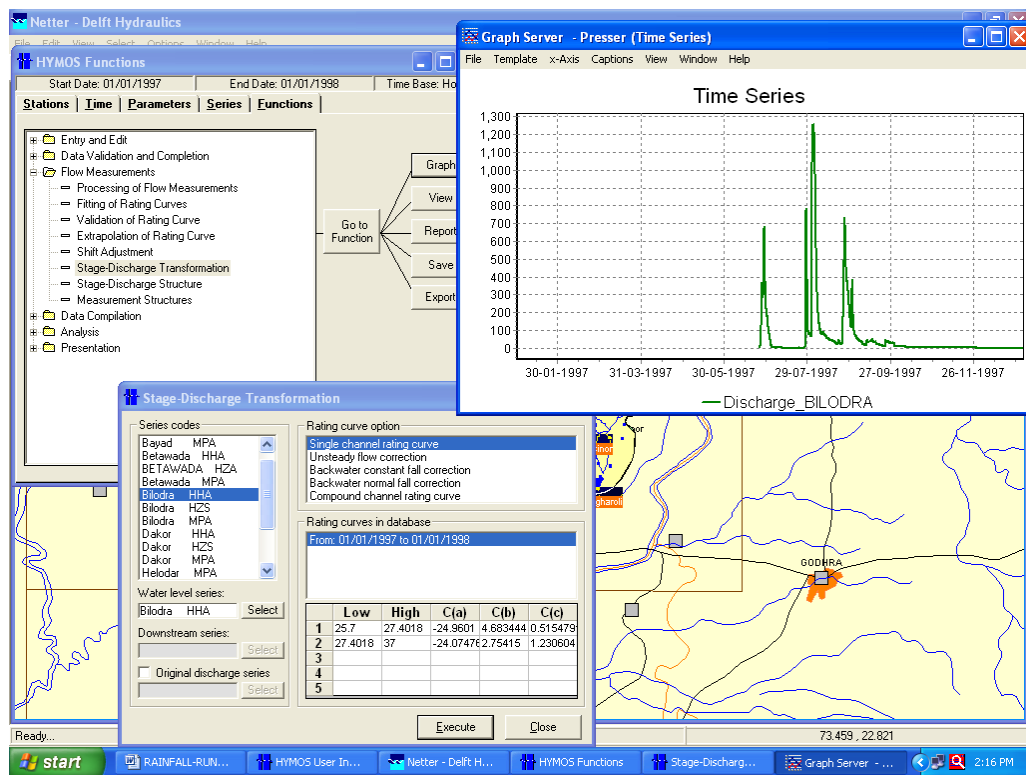 Netter - Delft Hydraulics
File Edit View Select Options Window Help
HYMOS Functions
Start Date: 01/01/1997 End Date: 01/01/1998 Time Base: Ho
Stations Time Parameters Series Functions
Entry and Edit
Data Validation and Completion
Flow Measurements
Processing of Flow Measurements
Fitting of Rating Curves
Validation of Rating Curve
Extrapolation of Rating Curve
Shift Adjustment
Stage-Discharge Transformation
Stage-Discharge Structure
Measurement Structures
Data Compilation
Analysis
Presentation
Go to
Function
Graph
View
Report
Save
Export
Graph Server - Presser (Time Series)
File Template x-Axis Captions View Window Help
Time Series
1,300
1,200
1,100
1,000
900
800
700
600
500
400
300
200
100
0
30-01-1997 31-03-1997 30-05-1997 29-07-1997 27-09-1997 26-11-1997
Discharge_BILODRA
Stage-Discharge Transformation
Series codes
Bayad MPA
Betawada HHA
BETAWADA HZA
Betawada MPA
Bilodra HHA
Bilodra HZS
Bilodra MPA
Dakor HHA
Dakor HZS
Dakor MPA
Helodar MPA
Water level series:
Bilodra HHA Select
Downstream series:
Select
Original discharge series
Select
Rating curve option
Single channel rating curve
Unsteady flow correction
Backwater constant fall correction
Backwater normal fall correction
Compound channel rating curve
Rating curves in database
From: 01/01/1997 to 01/01/1998
Low High C(a) C(b) C(c)
1 25.7 27.4018 -24.9601 4.683444 0.515479
2 27.4018 37 -24.07476 2.75415 1.230604
3
4
5
Execute Close
GODHRA
Ready...
73.459 , 22.821
start RAINFALL-RUN... HYMOS User In... Netter - Delft H... HYMOS Functions Stage-Discharg... Graph Server - ... 2:16 PM